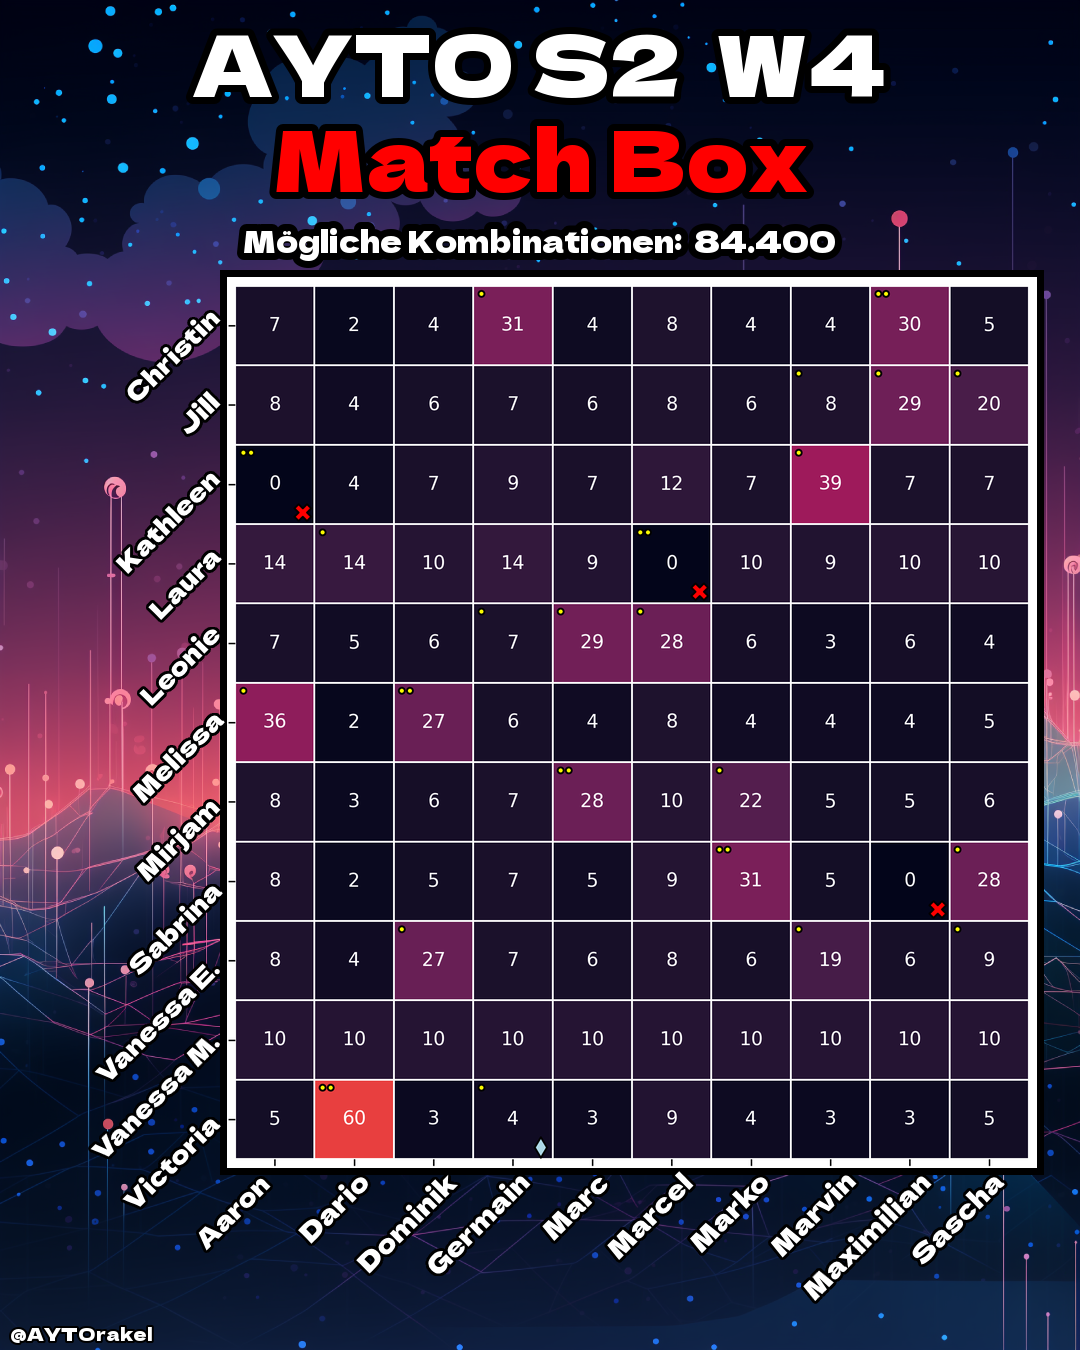 AYTO S2 W4
Match Box
Mögliche Kombinationen: 84.400
Christin 7 2 4 31 4 8 4 4 30 5
Jill 8 4 6 7 6 8 6 8 29 20
Kathleen 0 4 7 9 7 12 7 39 7 7
Laura 14 14 10 14 9 0 10 9 10 10
Leonie 7 5 6 7 29 28 6 3 6 4
Melissa 36 2 27 6 4 8 4 4 4 5
Mirjam 8 3 6 7 28 10 22 5 5 6
Sabrina 8 2 5 7 5 9 31 5 0 28
Vanessa E. 8 4 27 7 6 8 6 19 6 9
Vanessa M. 10 10 10 10 10 10 10 10 10 10
Victoria 5 60 3 4 3 9 4 3 3 5
Aaron Dario Dominik Germain Marc Marcel Marko Marvin Maximilian Sascha
@AYTOrakel